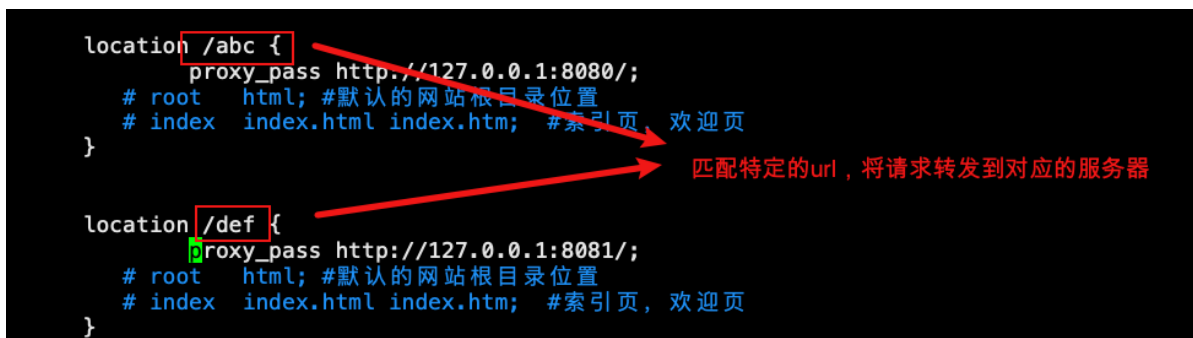 location /abc {
proxy_pass http://127.0.0.1:8080/;
# root html; #默认的网站根目录位置
# index index.html index.htm; #索引页，欢迎页
}
匹配特定的url，将请求转发到对应的服务器
location /def {
proxy_pass http://127.0.0.1:8081/;
# root html; #默认的网站根目录位置
# index index.html index.htm; #索引页，欢迎页
}